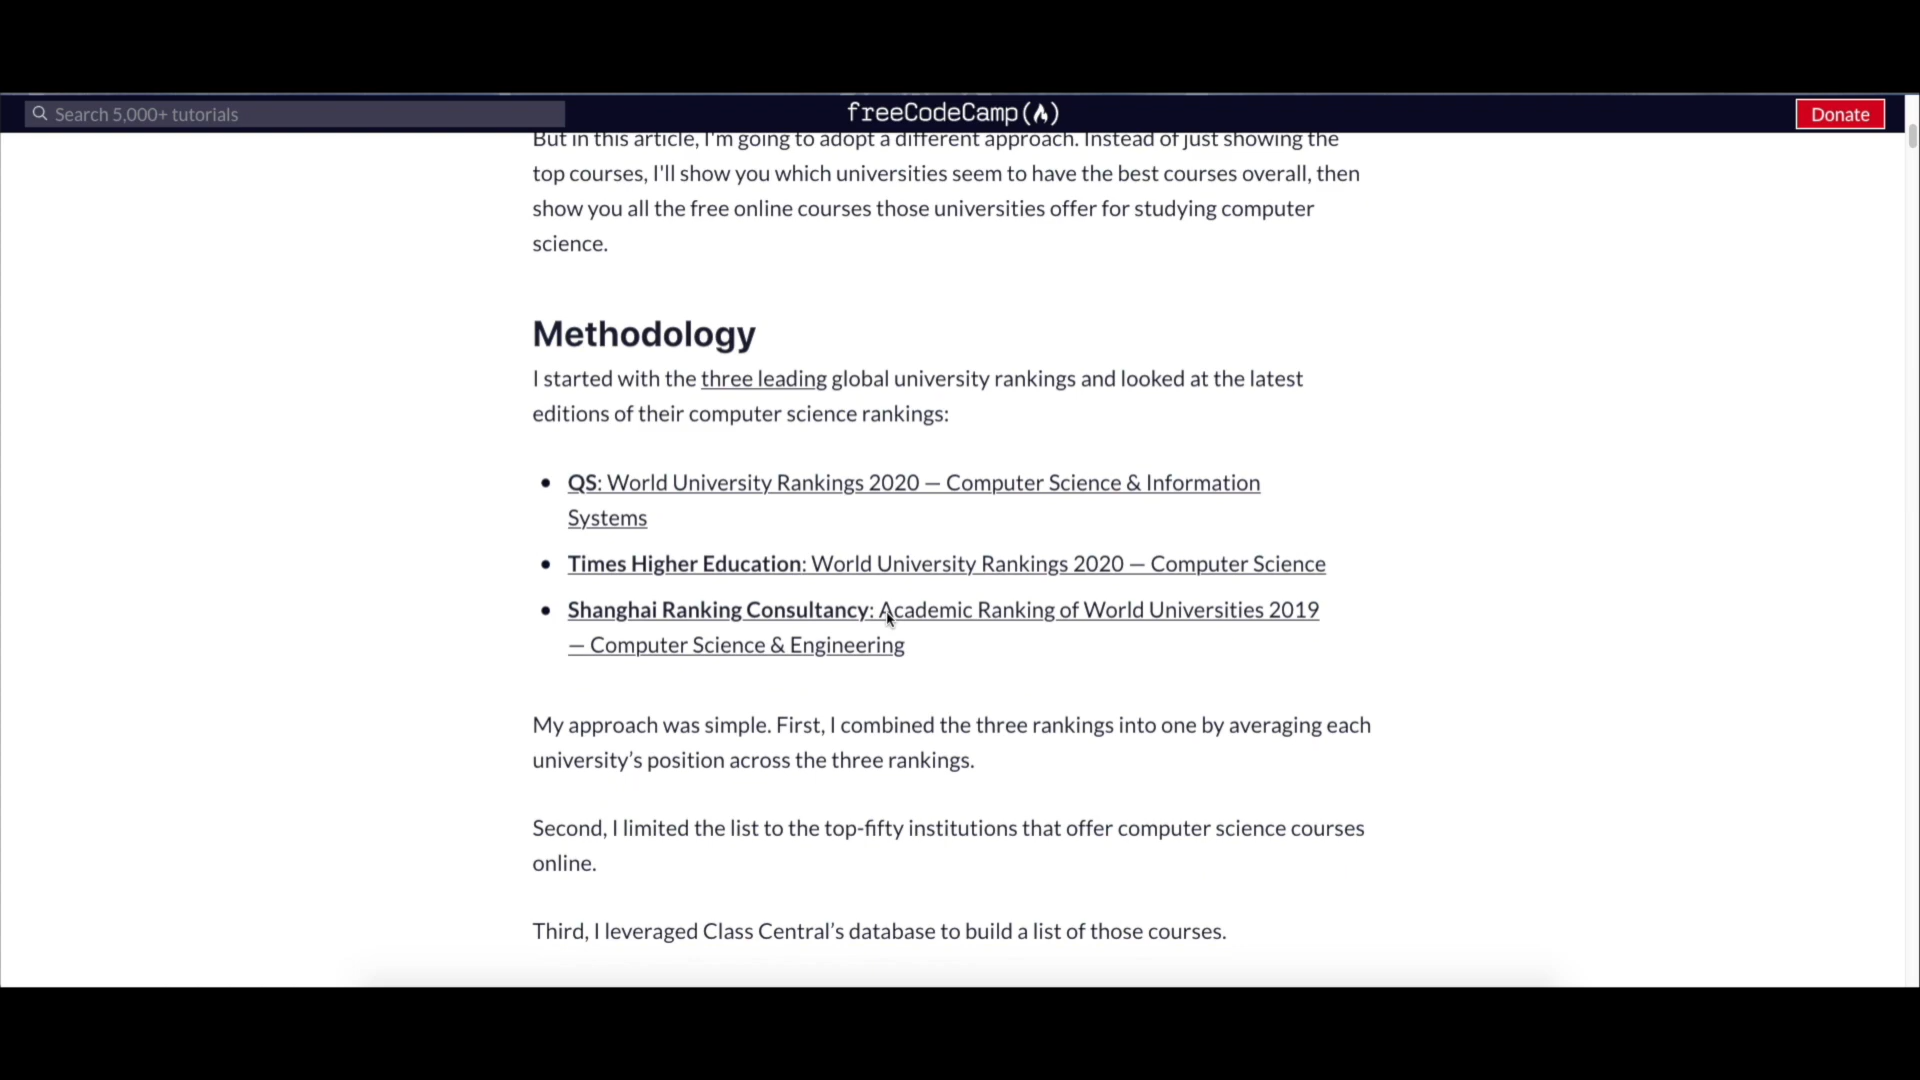 Search 5,000+ tutorials
freeCodeCamp(🔥)
Donate
But in this article, I'm going to adopt a different approach. Instead of just showing the
top courses, I'll show you which universities seem to have the best courses overall, then
show you all the free online courses those universities offer for studying computer
science.
Methodology
I started with the three leading global university rankings and looked at the latest
editions of their computer science rankings:
• QS: World University Rankings 2020 — Computer Science & Information
Systems
• Times Higher Education: World University Rankings 2020 — Computer Science
• Shanghai Ranking Consultancy: Academic Ranking of World Universities 2019
— Computer Science & Engineering
My approach was simple. First, I combined the three rankings into one by averaging each
university’s position across the three rankings.
Second, I limited the list to the top-fifty institutions that offer computer science courses
online.
Third, I leveraged Class Central’s database to build a list of those courses.